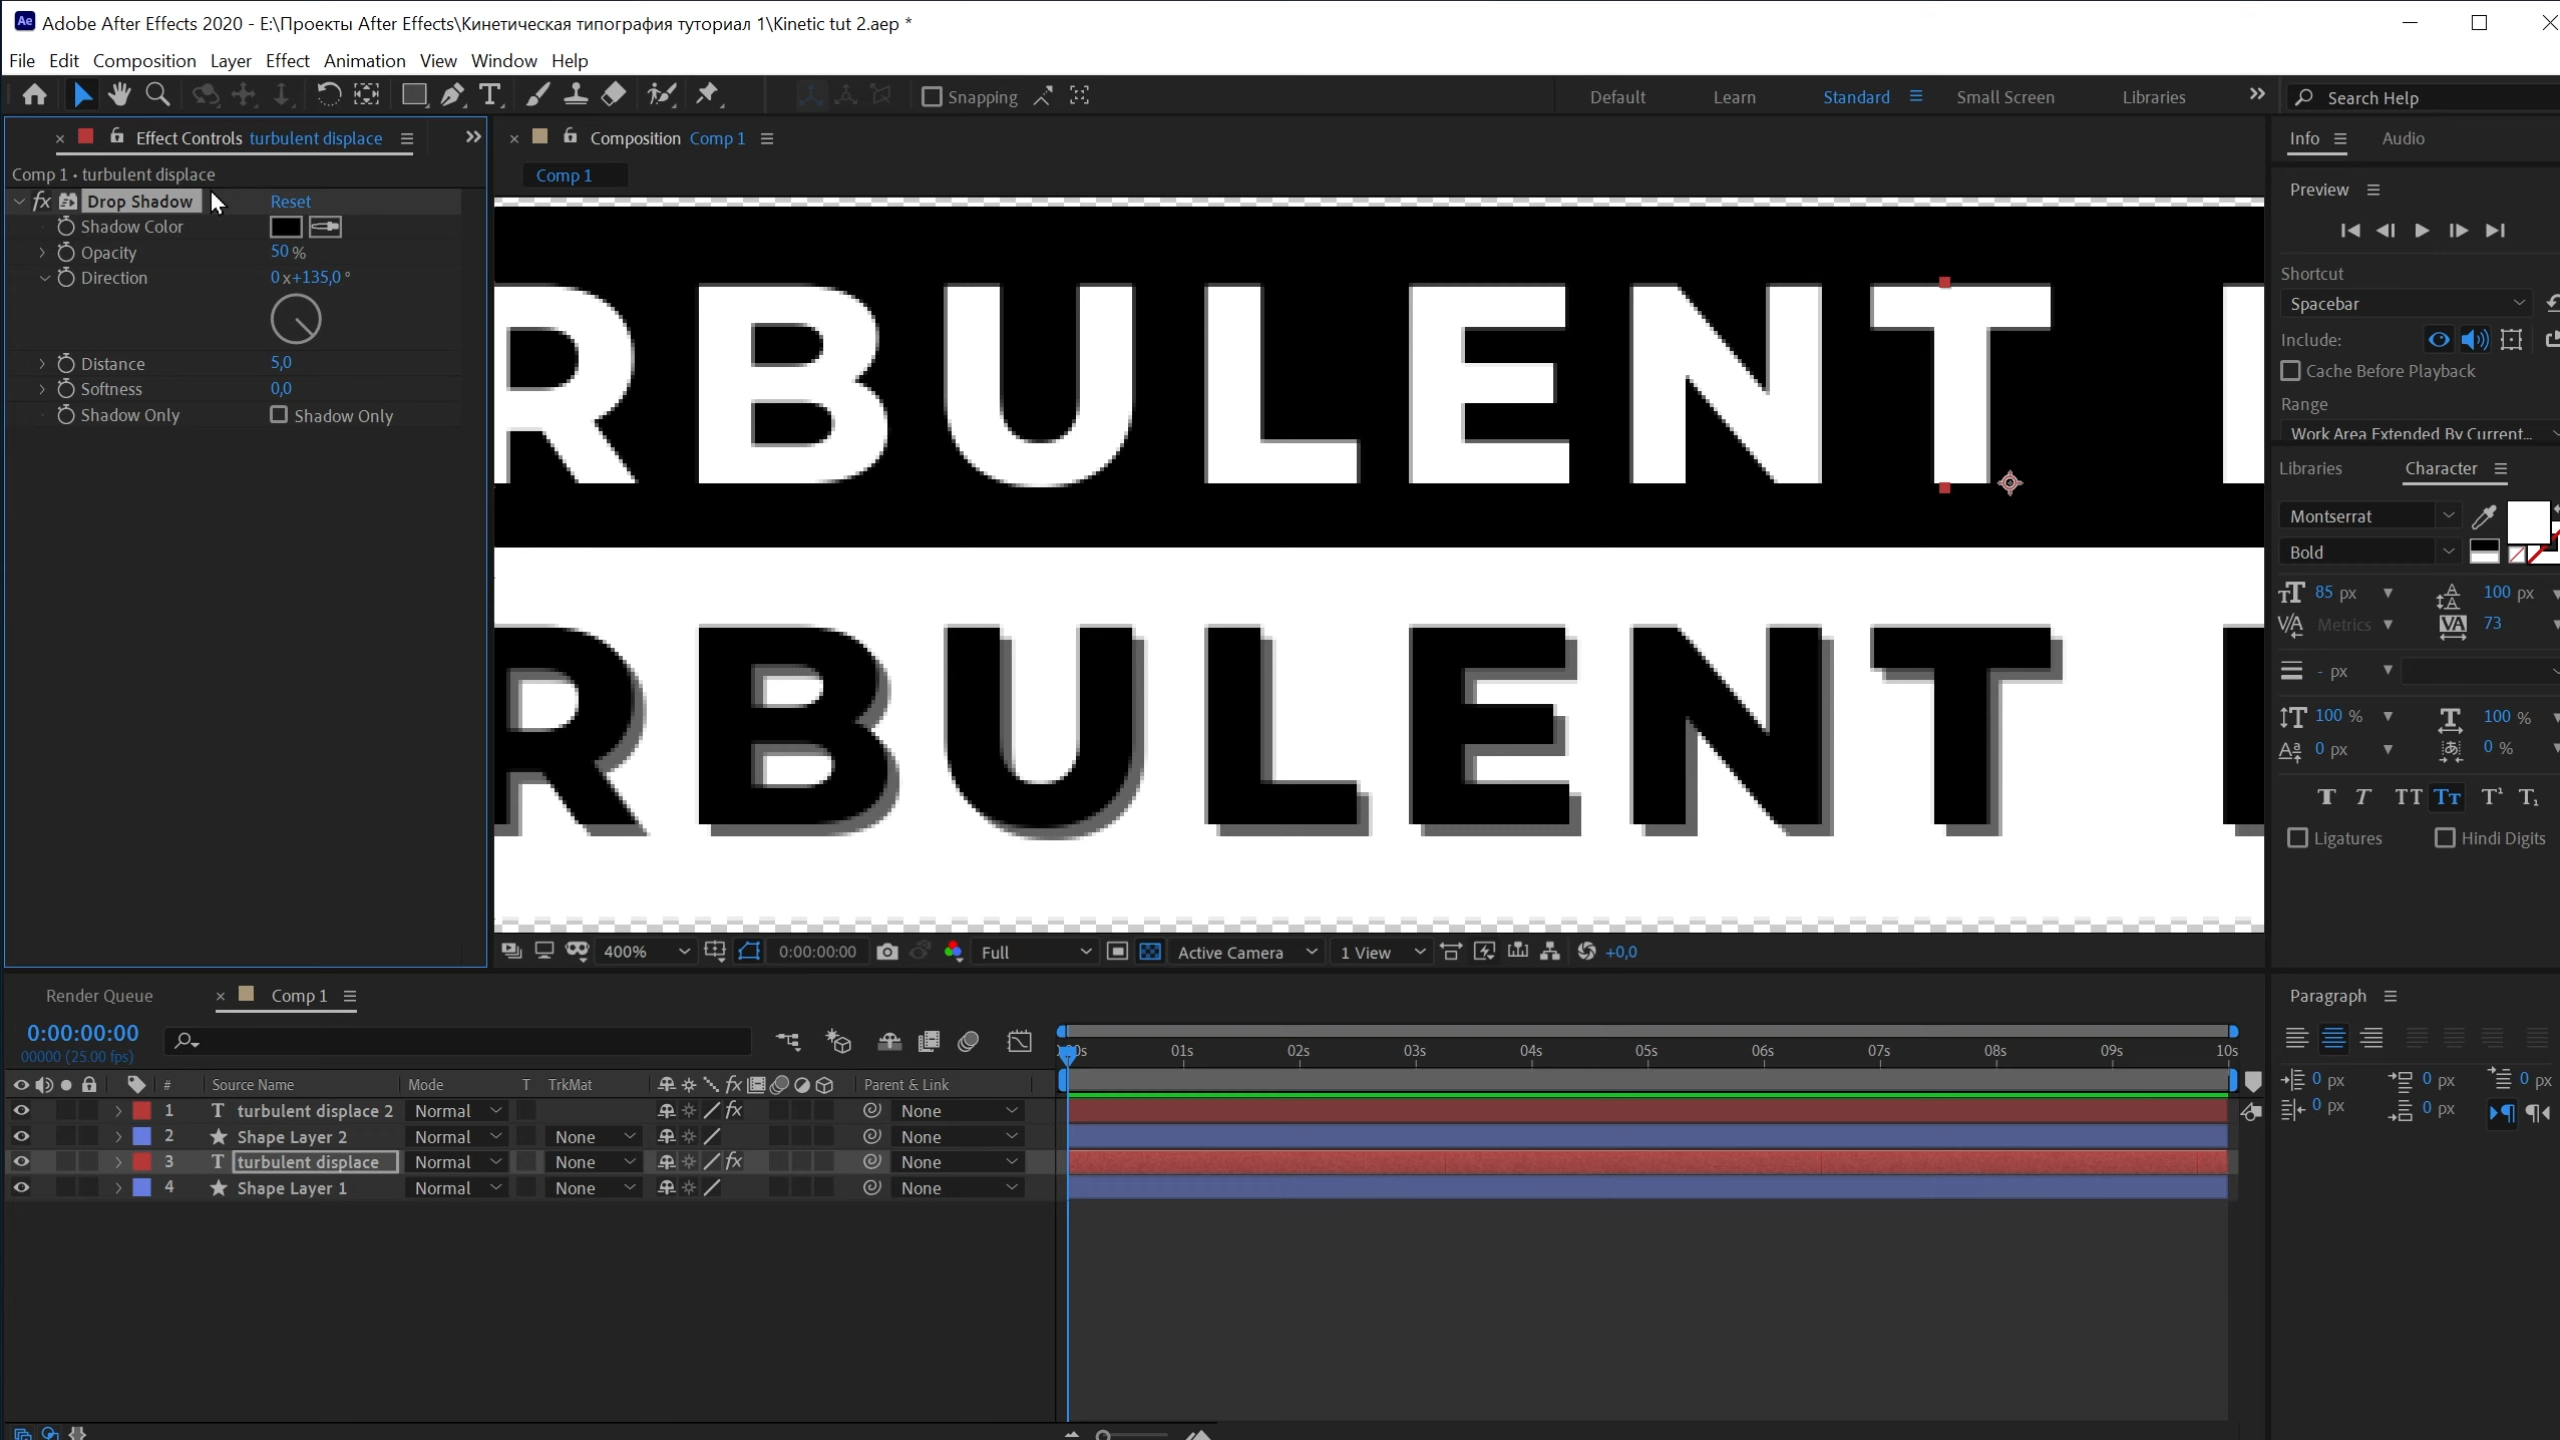 Adobe After Effects 2020 - E:\Проекты After Effects\Кинетическая типография туториал 1\Kinetic tut 2.aep *
File Edit Composition Layer Effect Animation View Window Help
Snapping Default Learn Standard Small Screen Libraries Search Help
Effect Controls turbulent displace
Comp 1 • turbulent displace
fx Drop Shadow Reset
Shadow Color
Opacity 50 %
Direction 0x+135,0°
Distance 5,0
Softness 0,0
Shadow Only Shadow Only
Composition Comp 1
Comp 1
RBULENT
RBULENT
400% 0:00:00:00 Full Active Camera 1 View +0,0
Info Audio
Preview
Shortcut
Spacebar
Include:
Cache Before Playback
Range
Work Area Extended By Current...
Libraries Character
Montserrat
Bold
85 px 100 px
Metrics 73
- px
100 % 100 %
0 px 0 %
Ligatures Hindi Digits
Render Queue Comp 1
0:00:00:00
00000 (25.00 fps)
01s 02s 03s 04s 05s 06s 07s 08s 09s 10s
# Source Name Mode T TrkMat Parent & Link
1 T turbulent displace 2 Normal fx None
2 Shape Layer 2 Normal None None
3 T turbulent displace Normal None fx None
4 Shape Layer 1 Normal None None
Paragraph
0 px 0 px 0 px
0 px 0 px